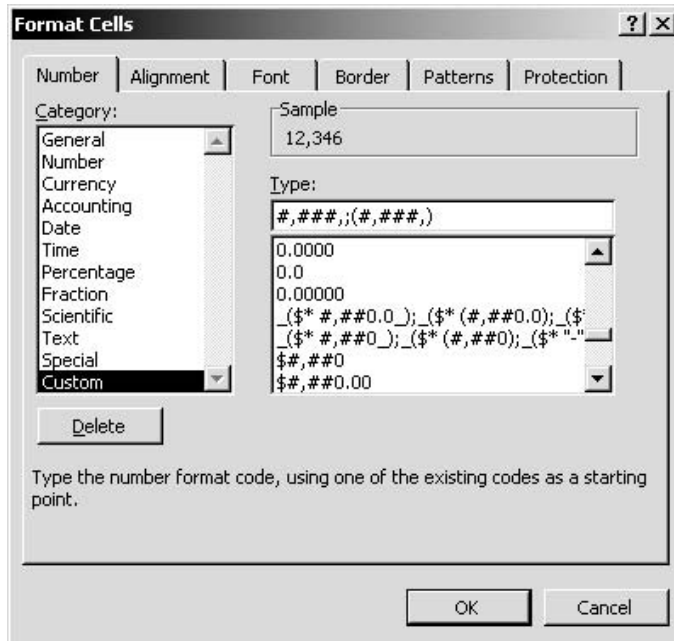 Format Cells
Number Alignment Font Border Patterns Protection
Category:
General
Number
Currency
Accounting
Date
Time
Percentage
Fraction
Scientific
Text
Special
Custom
Delete
Sample
12,346
Type:
#,###,;(#,###,)
0.0000
0.0
0.00000
_($* #,##0.0_);_($* (#,##0.0);_($*
_($* #,##0_);_($* (#,##0);_($* "-"
$#,##0
$#,##0.00
Type the number format code, using one of the existing codes as a starting
point.
OK Cancel